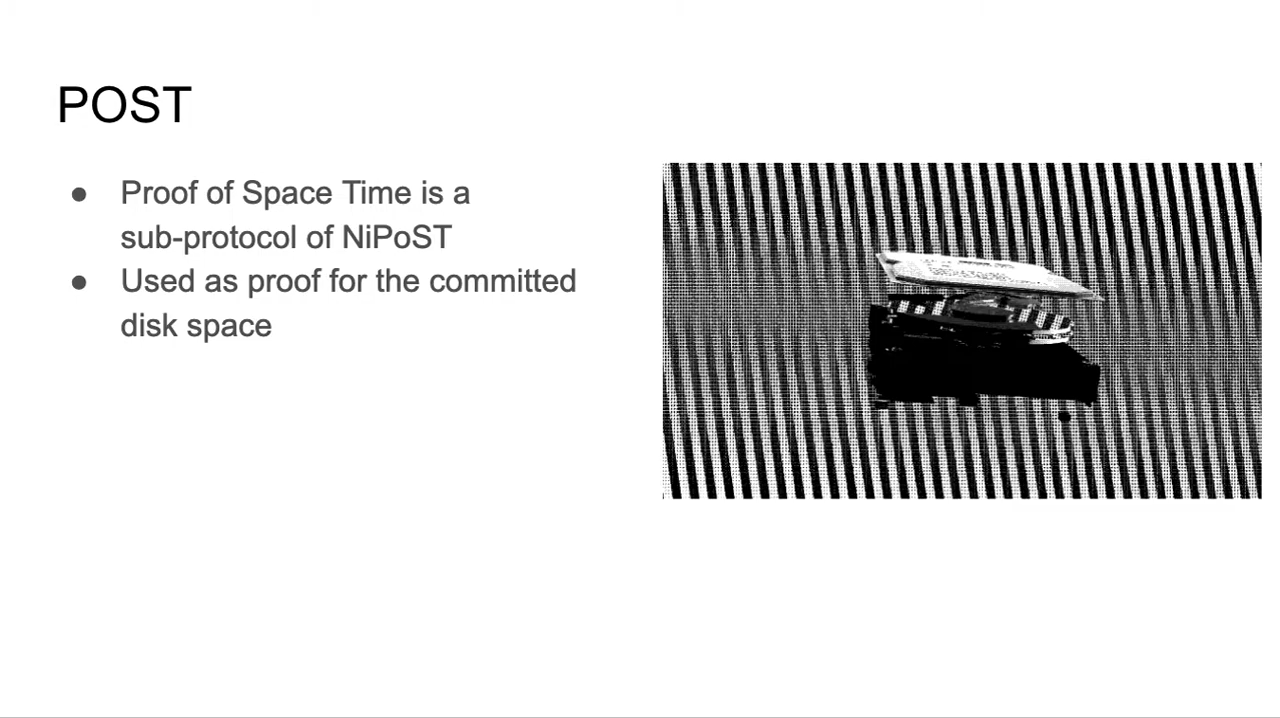 POST
● Proof of Space Time is a
sub-protocol of NiPoST
● Used as proof for the committed
disk space